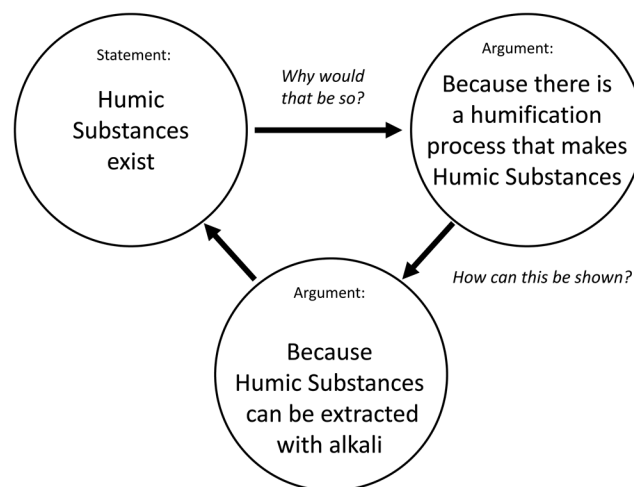 Statement:
Humic
Substances
exist
Why would
that be so?
Argument:
Because there is
a humification
process that makes
Humic Substances
How can this be shown?
Argument:
Because
Humic Substances
can be extracted
with alkali